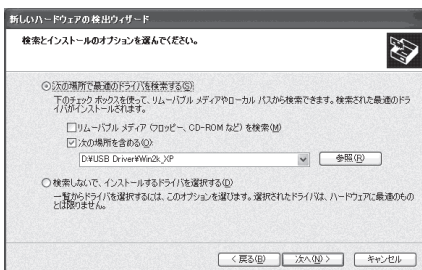 新しいハードウェアの検出ウィザード
検索とインストールのオプションを選んでください。
次の場所で最適のドライバを検索する(S)
下のチェック ボックスを使って、リムーバブル メディアやローカル パスから検索できます。検索された最適のドラ
イバがインストールされます。
リムーバブル メディア (フロッピー、CD-ROM など) を検索(M)
次の場所を含める(O):
D:¥USB Driver¥Win2k_XP
参照(R)
検索しないで、インストールするドライバを選択する(D)
一覧からドライバを選択するには、このオプションを選びます。選択されたドライバは、ハードウェアに最適のもの
とは限りません。
< 戻る(B) 次へ(N) > キャンセル